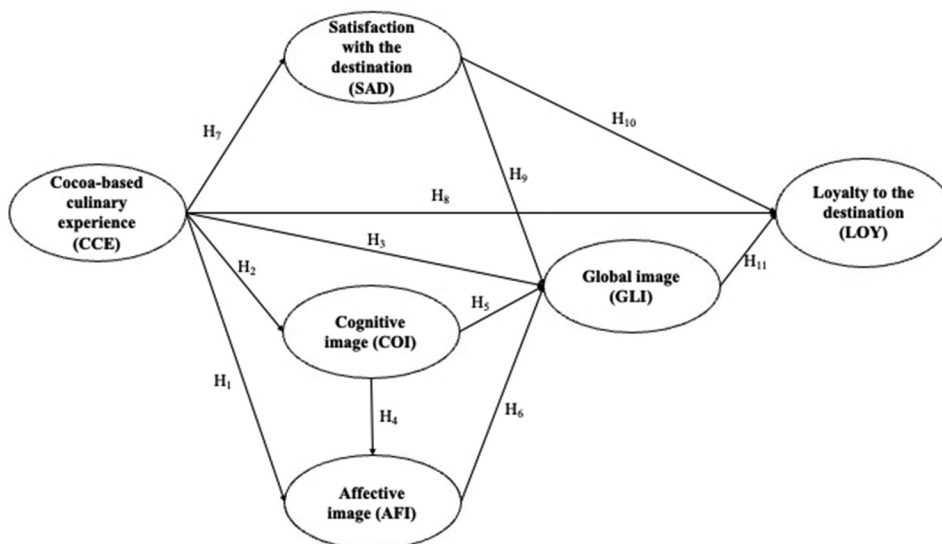 Satisfaction
with the
destination
(SAD)
H₇
H₁₀
Cocoa-based
culinary
experience
(CCE)
H₈
H₉
Loyalty to the
destination
(LOY)
H₃
H₂
Global image
(GLI)
H₁₁
H₅
Cognitive
image (COI)
H₁
H₄
H₆
Affective
image (AFI)